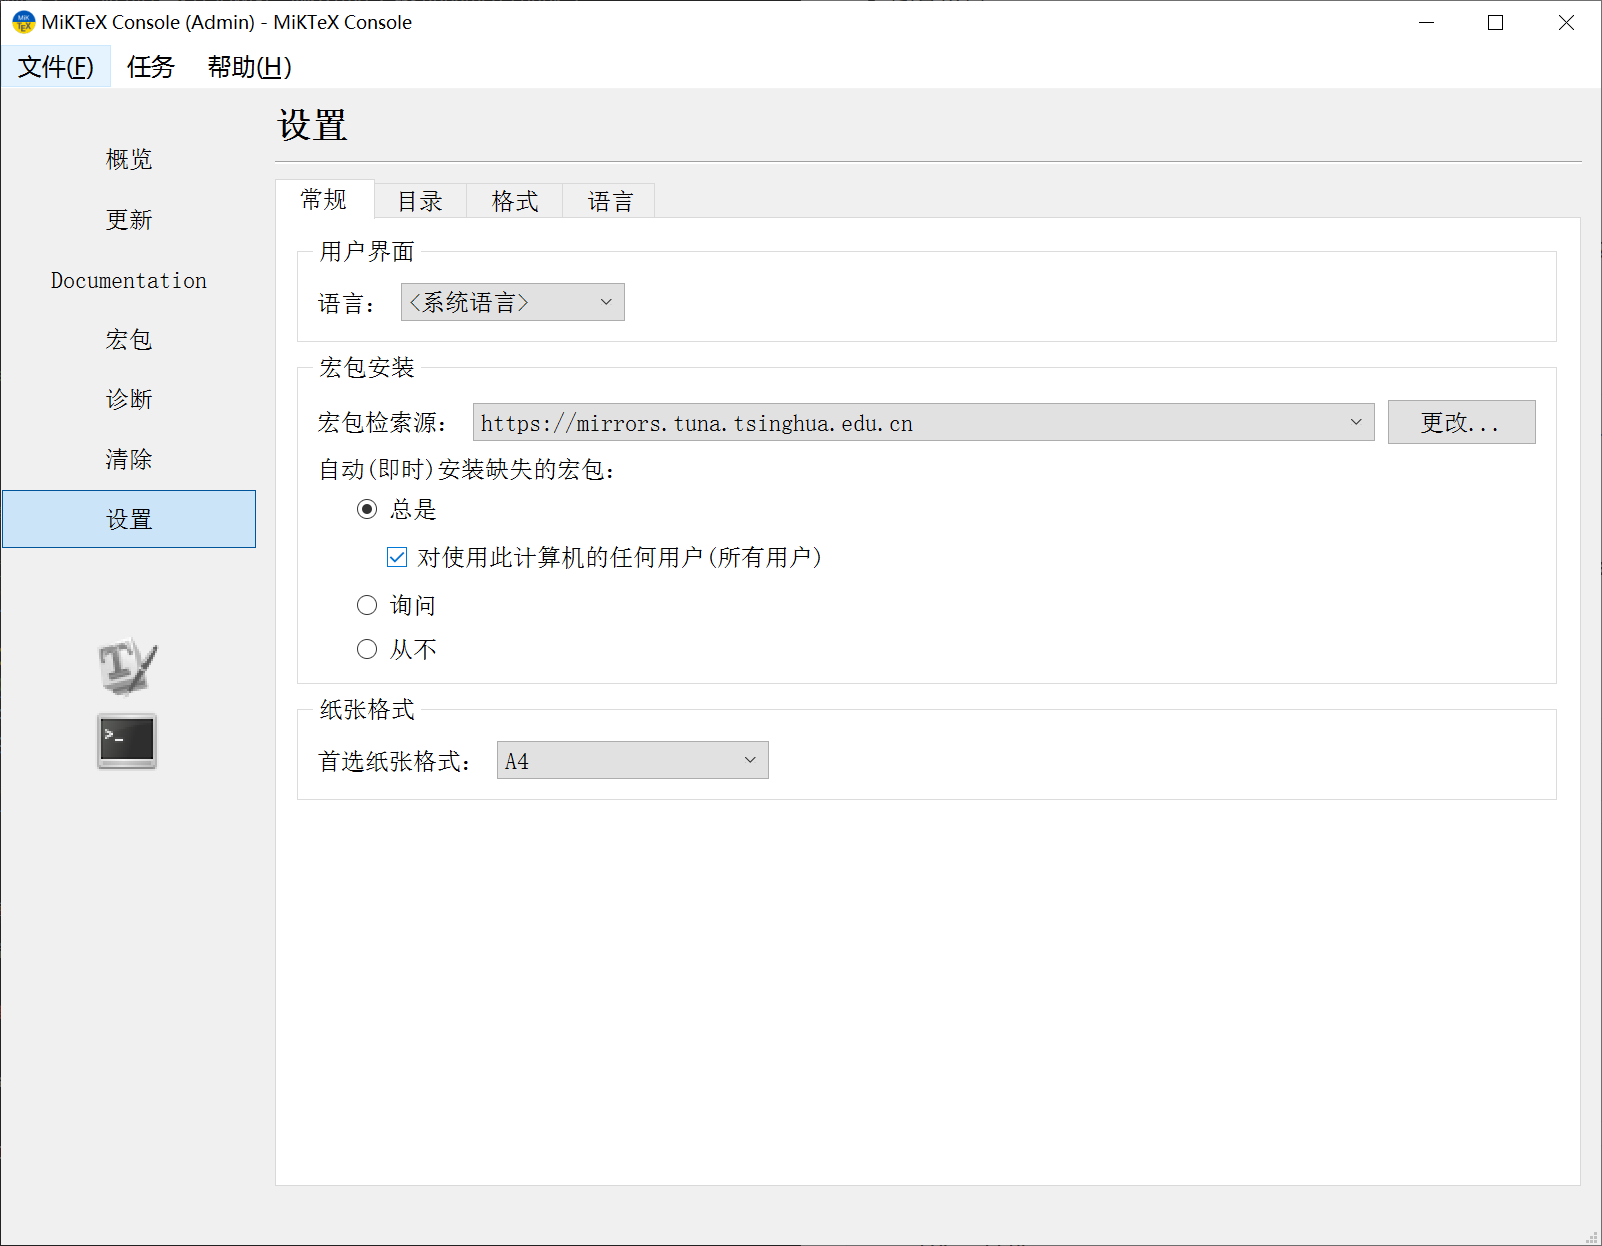 MiKTeX Console (Admin) - MiKTeX Console
文件(F) 任务 帮助(H)
设置
概览
更新
Documentation
宏包
诊断
清除
设置
常规 目录 格式 语言
用户界面
语言： <系统语言>
宏包安装
宏包检索源： https://mirrors.tuna.tsinghua.edu.cn 更改...
自动(即时)安装缺失的宏包：
总是
对使用此计算机的任何用户(所有用户)
询问
从不
纸张格式
首选纸张格式： A4